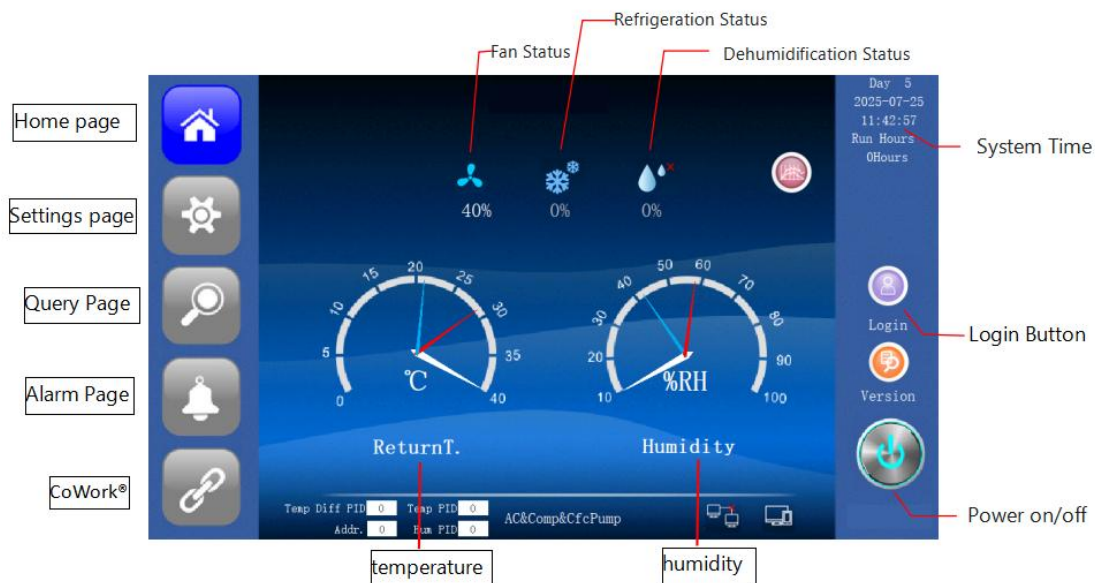 Refrigeration Status
Fan Status
Dehumidification Status
Home page
Settings page
Query Page
Alarm Page
CoWork®
Day 5
2025-07-25
11:42:57
Run Hours
0Hours
System Time
40%
0%
0%
0
5
10
15
20
25
30
35
40
℃
10
20
30
40
50
60
70
80
90
100
%RH
ReturnT.
Humidity
Login
Login Button
Version
Power on/off
Temp Diff PID 0 Temp PID 0
Addr. 0 Hum PID 0
AC&Comp&CfcPump
temperature
humidity